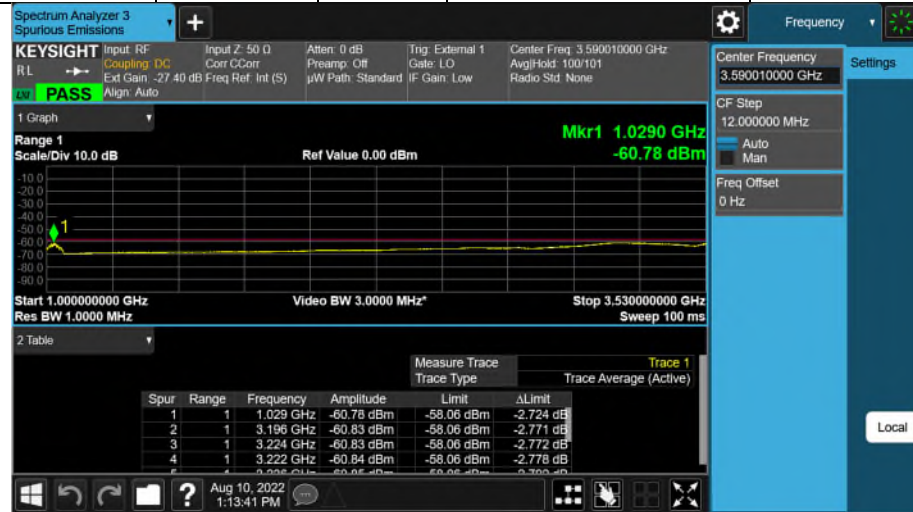 Spectrum Analyzer 3
Spurious Emissions
+
Frequency
KEYSIGHT
RL
LXI
PASS
Input: RF
Coupling: DC
Ext Gain: -27.40 dB
Align: Auto
Input Z: 50 Ω
Corr CCorr
Freq Ref: Int (S)
Atten: 0 dB
Preamp: Off
µW Path: Standard
Trig: External 1
Gate: LO
IF Gain: Low
Center Freq: 3.590010000 GHz
Avg|Hold: 100/101
Radio Std: None
Center Frequency
3.590010000 GHz
Settings
CF Step
12.000000 MHz
Auto
Man
Freq Offset
0 Hz
1 Graph
Range 1
Scale/Div 10.0 dB
Ref Value 0.00 dBm
Mkr1 1.0290 GHz
-60.78 dBm
-10.0
-20.0
-30.0
-40.0
-50.0
-60.0
-70.0
-80.0
-90.0
1
Start 1.000000000 GHz
Video BW 3.0000 MHz*
Stop 3.530000000 GHz
Res BW 1.0000 MHz
Sweep 100 ms
2 Table
Measure Trace Trace 1
Trace Type Trace Average (Active)
Spur Range Frequency Amplitude Limit ΔLimit
1 1 1.029 GHz -60.78 dBm -58.06 dBm -2.724 dB
2 1 3.196 GHz -60.83 dBm -58.06 dBm -2.771 dB
3 1 3.224 GHz -60.83 dBm -58.06 dBm -2.772 dB
4 1 3.222 GHz -60.84 dBm -58.06 dBm -2.778 dB
Local
?
Aug 10, 2022
1:13:41 PM